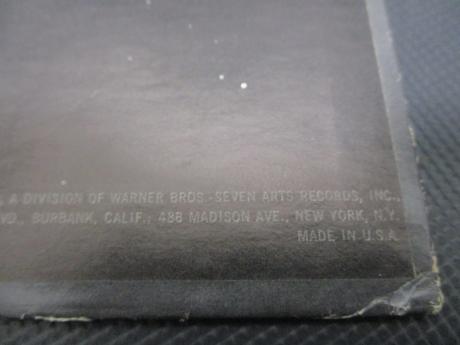 , A DIVISION OF WARNER BROS.-SEVEN ARTS RECORDS, INC.,
VD., BURBANK, CALIF.; 488 MADISON AVE., NEW YORK, N.Y.
MADE IN U.S.A.